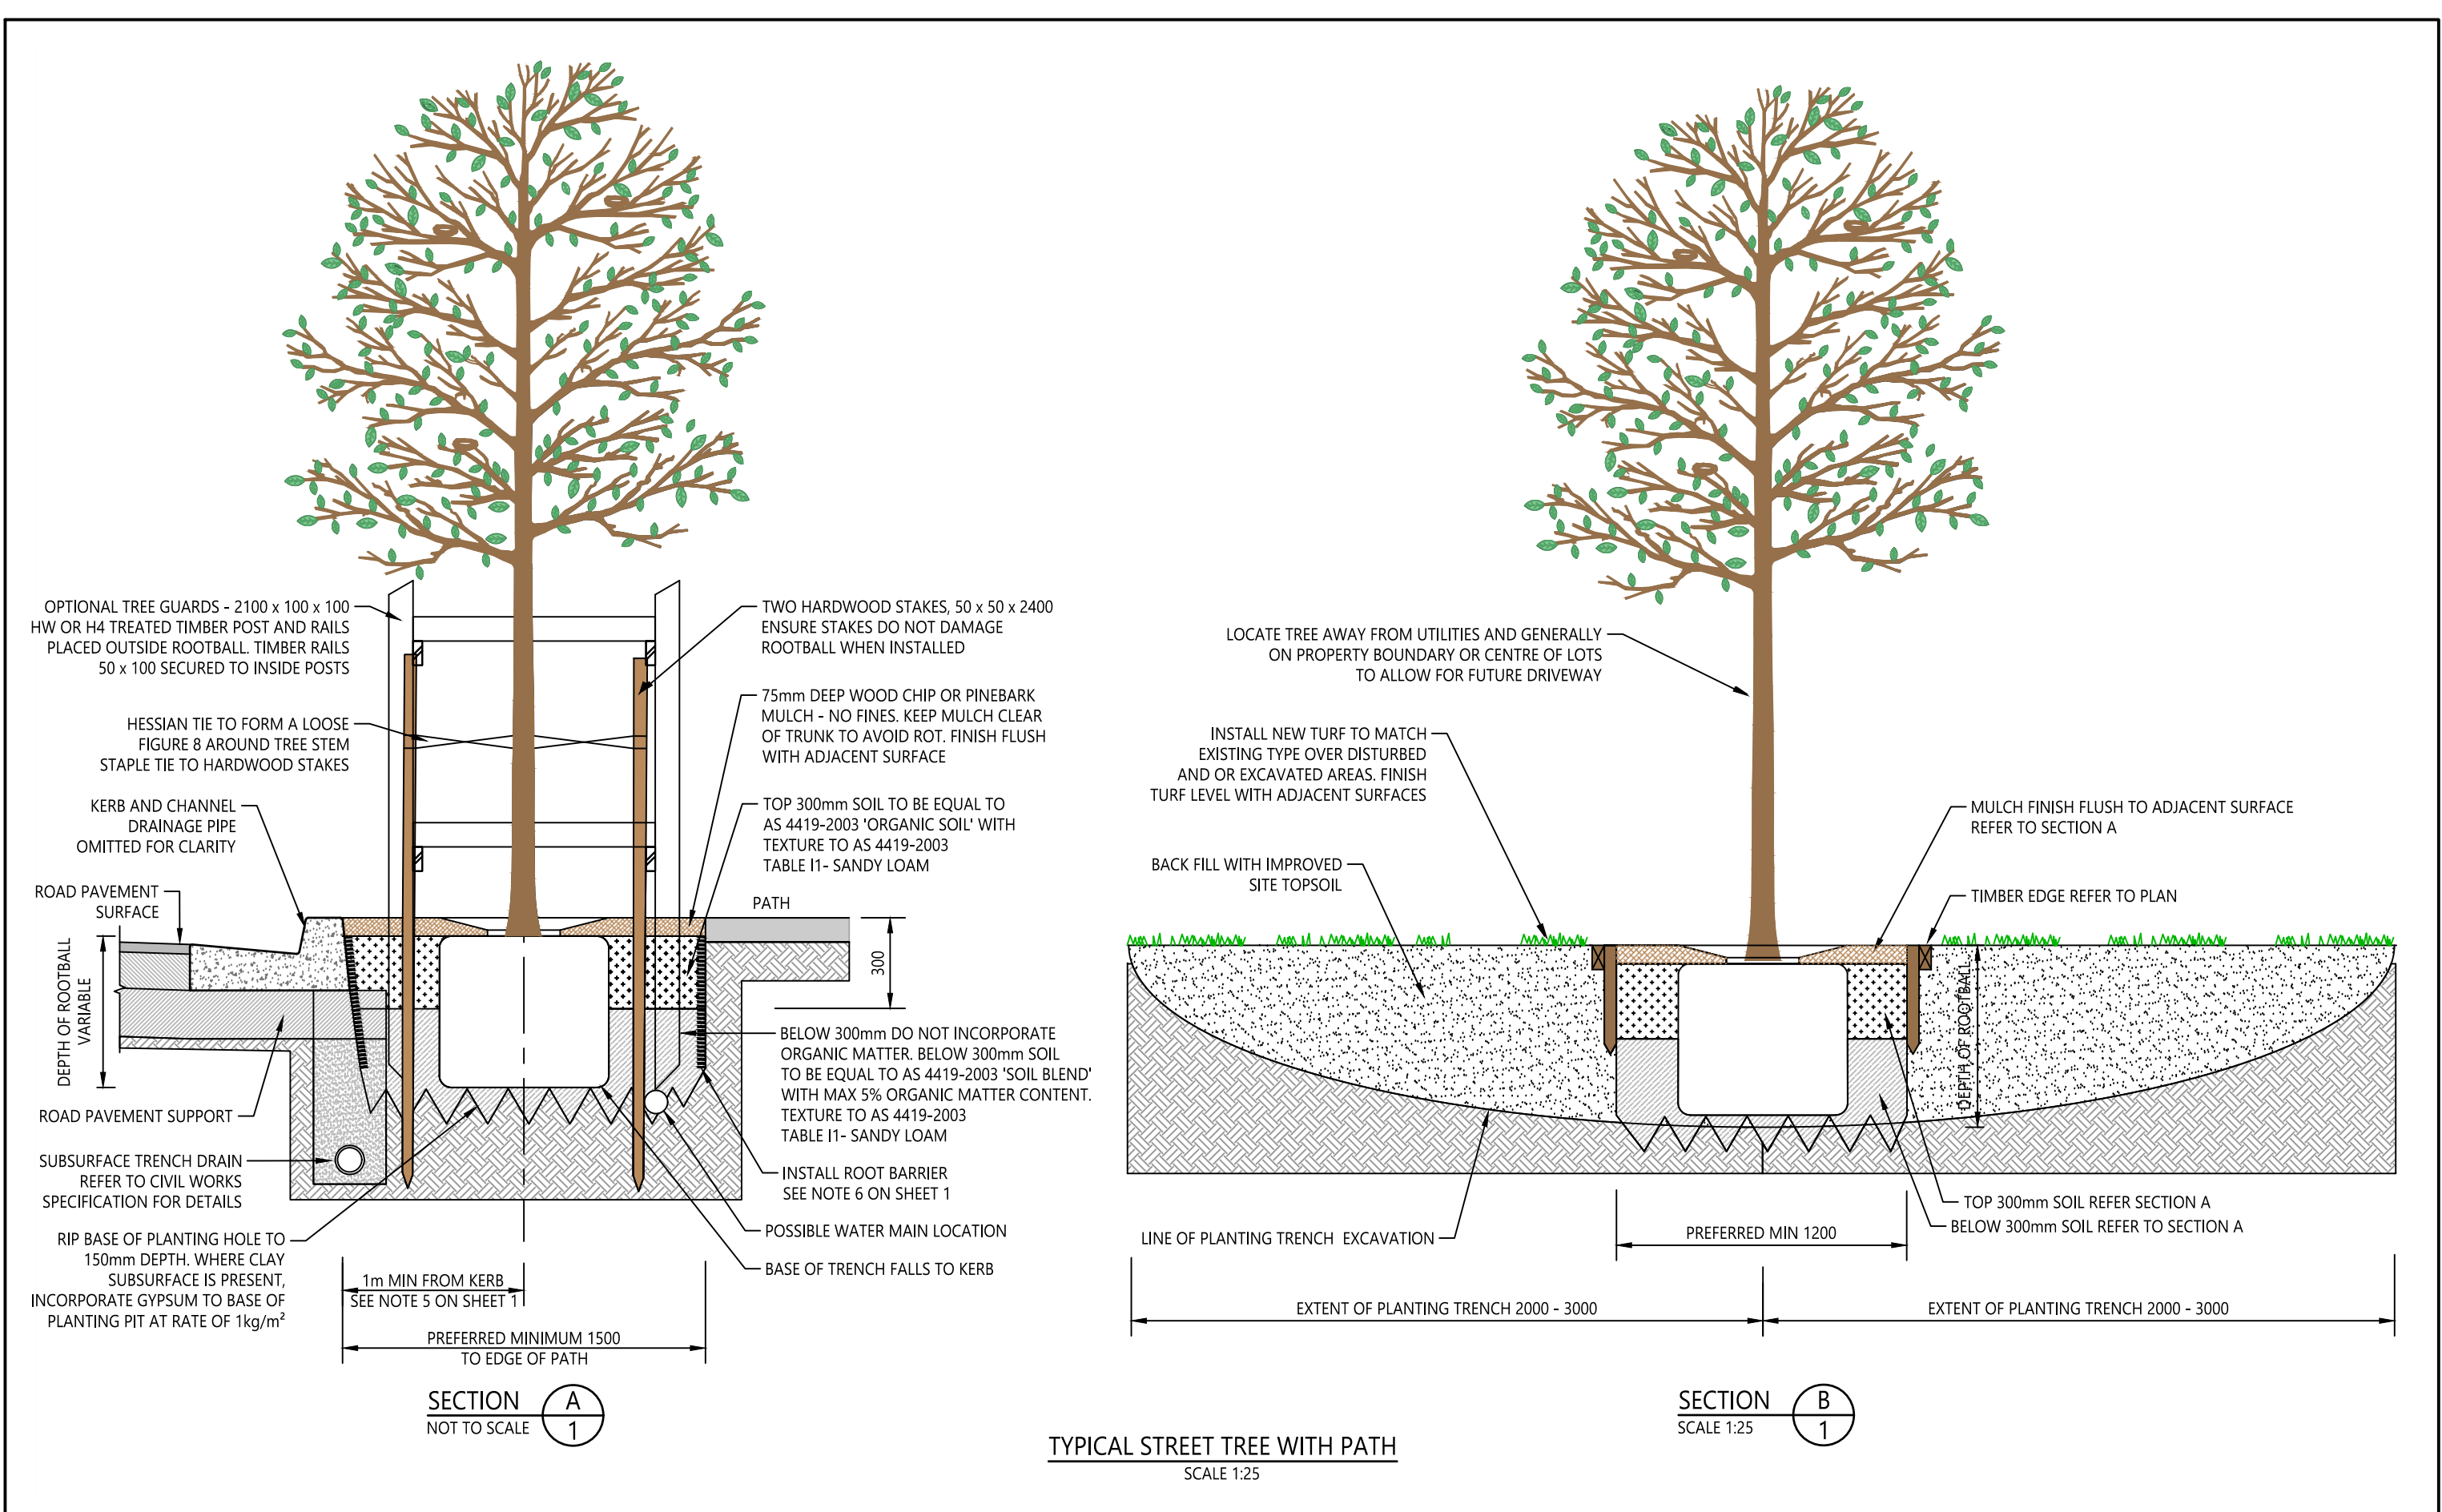 OPTIONAL TREE GUARDS - 2100 x 100 x 100
HW OR H4 TREATED TIMBER POST AND RAILS
PLACED OUTSIDE ROOTBALL. TIMBER RAILS
50 x 100 SECURED TO INSIDE POSTS
HESSIAN TIE TO FORM A LOOSE
FIGURE 8 AROUND TREE STEM
STAPLE TIE TO HARDWOOD STAKES
KERB AND CHANNEL
DRAINAGE PIPE
OMITTED FOR CLARITY
ROAD PAVEMENT
SURFACE
DEPTH OF ROOTBALL
VARIABLE
ROAD PAVEMENT SUPPORT
SUBSURFACE TRENCH DRAIN
REFER TO CIVIL WORKS
SPECIFICATION FOR DETAILS
RIP BASE OF PLANTING HOLE TO
150mm DEPTH. WHERE CLAY
SUBSURFACE IS PRESENT,
INCORPORATE GYPSUM TO BASE OF
PLANTING PIT AT RATE OF 1kg/m²
TWO HARDWOOD STAKES, 50 x 50 x 2400
ENSURE STAKES DO NOT DAMAGE
ROOTBALL WHEN INSTALLED
75mm DEEP WOOD CHIP OR PINEBARK
MULCH - NO FINES. KEEP MULCH CLEAR
OF TRUNK TO AVOID ROT. FINISH FLUSH
WITH ADJACENT SURFACE
TOP 300mm SOIL TO BE EQUAL TO
AS 4419-2003 'ORGANIC SOIL' WITH
TEXTURE TO AS 4419-2003
TABLE I1- SANDY LOAM
PATH
300
BELOW 300mm DO NOT INCORPORATE
ORGANIC MATTER. BELOW 300mm SOIL
TO BE EQUAL TO AS 4419-2003 'SOIL BLEND'
WITH MAX 5% ORGANIC MATTER CONTENT.
TEXTURE TO AS 4419-2003
TABLE I1- SANDY LOAM
INSTALL ROOT BARRIER
SEE NOTE 6 ON SHEET 1
POSSIBLE WATER MAIN LOCATION
BASE OF TRENCH FALLS TO KERB
1m MIN FROM KERB
SEE NOTE 5 ON SHEET 1
PREFERRED MINIMUM 1500
TO EDGE OF PATH
SECTION
NOT TO SCALE
A
1
LOCATE TREE AWAY FROM UTILITIES AND GENERALLY
ON PROPERTY BOUNDARY OR CENTRE OF LOTS
TO ALLOW FOR FUTURE DRIVEWAY
INSTALL NEW TURF TO MATCH
EXISTING TYPE OVER DISTURBED
AND OR EXCAVATED AREAS. FINISH
TURF LEVEL WITH ADJACENT SURFACES
BACK FILL WITH IMPROVED
SITE TOPSOIL
MULCH FINISH FLUSH TO ADJACENT SURFACE
REFER TO SECTION A
TIMBER EDGE REFER TO PLAN
DEPTH OF ROOTBALL
TOP 300mm SOIL REFER SECTION A
BELOW 300mm SOIL REFER TO SECTION A
LINE OF PLANTING TRENCH EXCAVATION
PREFERRED MIN 1200
EXTENT OF PLANTING TRENCH 2000 - 3000
EXTENT OF PLANTING TRENCH 2000 - 3000
SECTION
SCALE 1:25
B
1
TYPICAL STREET TREE WITH PATH
SCALE 1:25